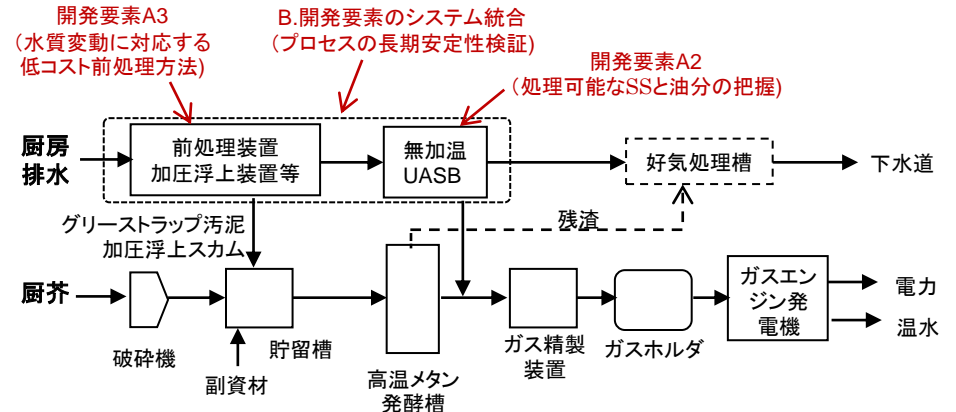 開発要素A3
(水質変動に対応する
低コスト前処理方法)
B.開発要素のシステム統合
(プロセスの長期安定性検証)
開発要素A2
(処理可能なSSと油分の把握)
厨房
排水
前処理装置
加圧浮上装置等
無加温
UASB
好気処理槽
下水道
グリーストラップ汚泥
加圧浮上スカム
残渣
厨芥
破砕機
副資材
貯留槽
高温メタン
発酵槽
ガス精製
装置
ガスホルダ
ガスエン
ジン発
電機
電力
温水